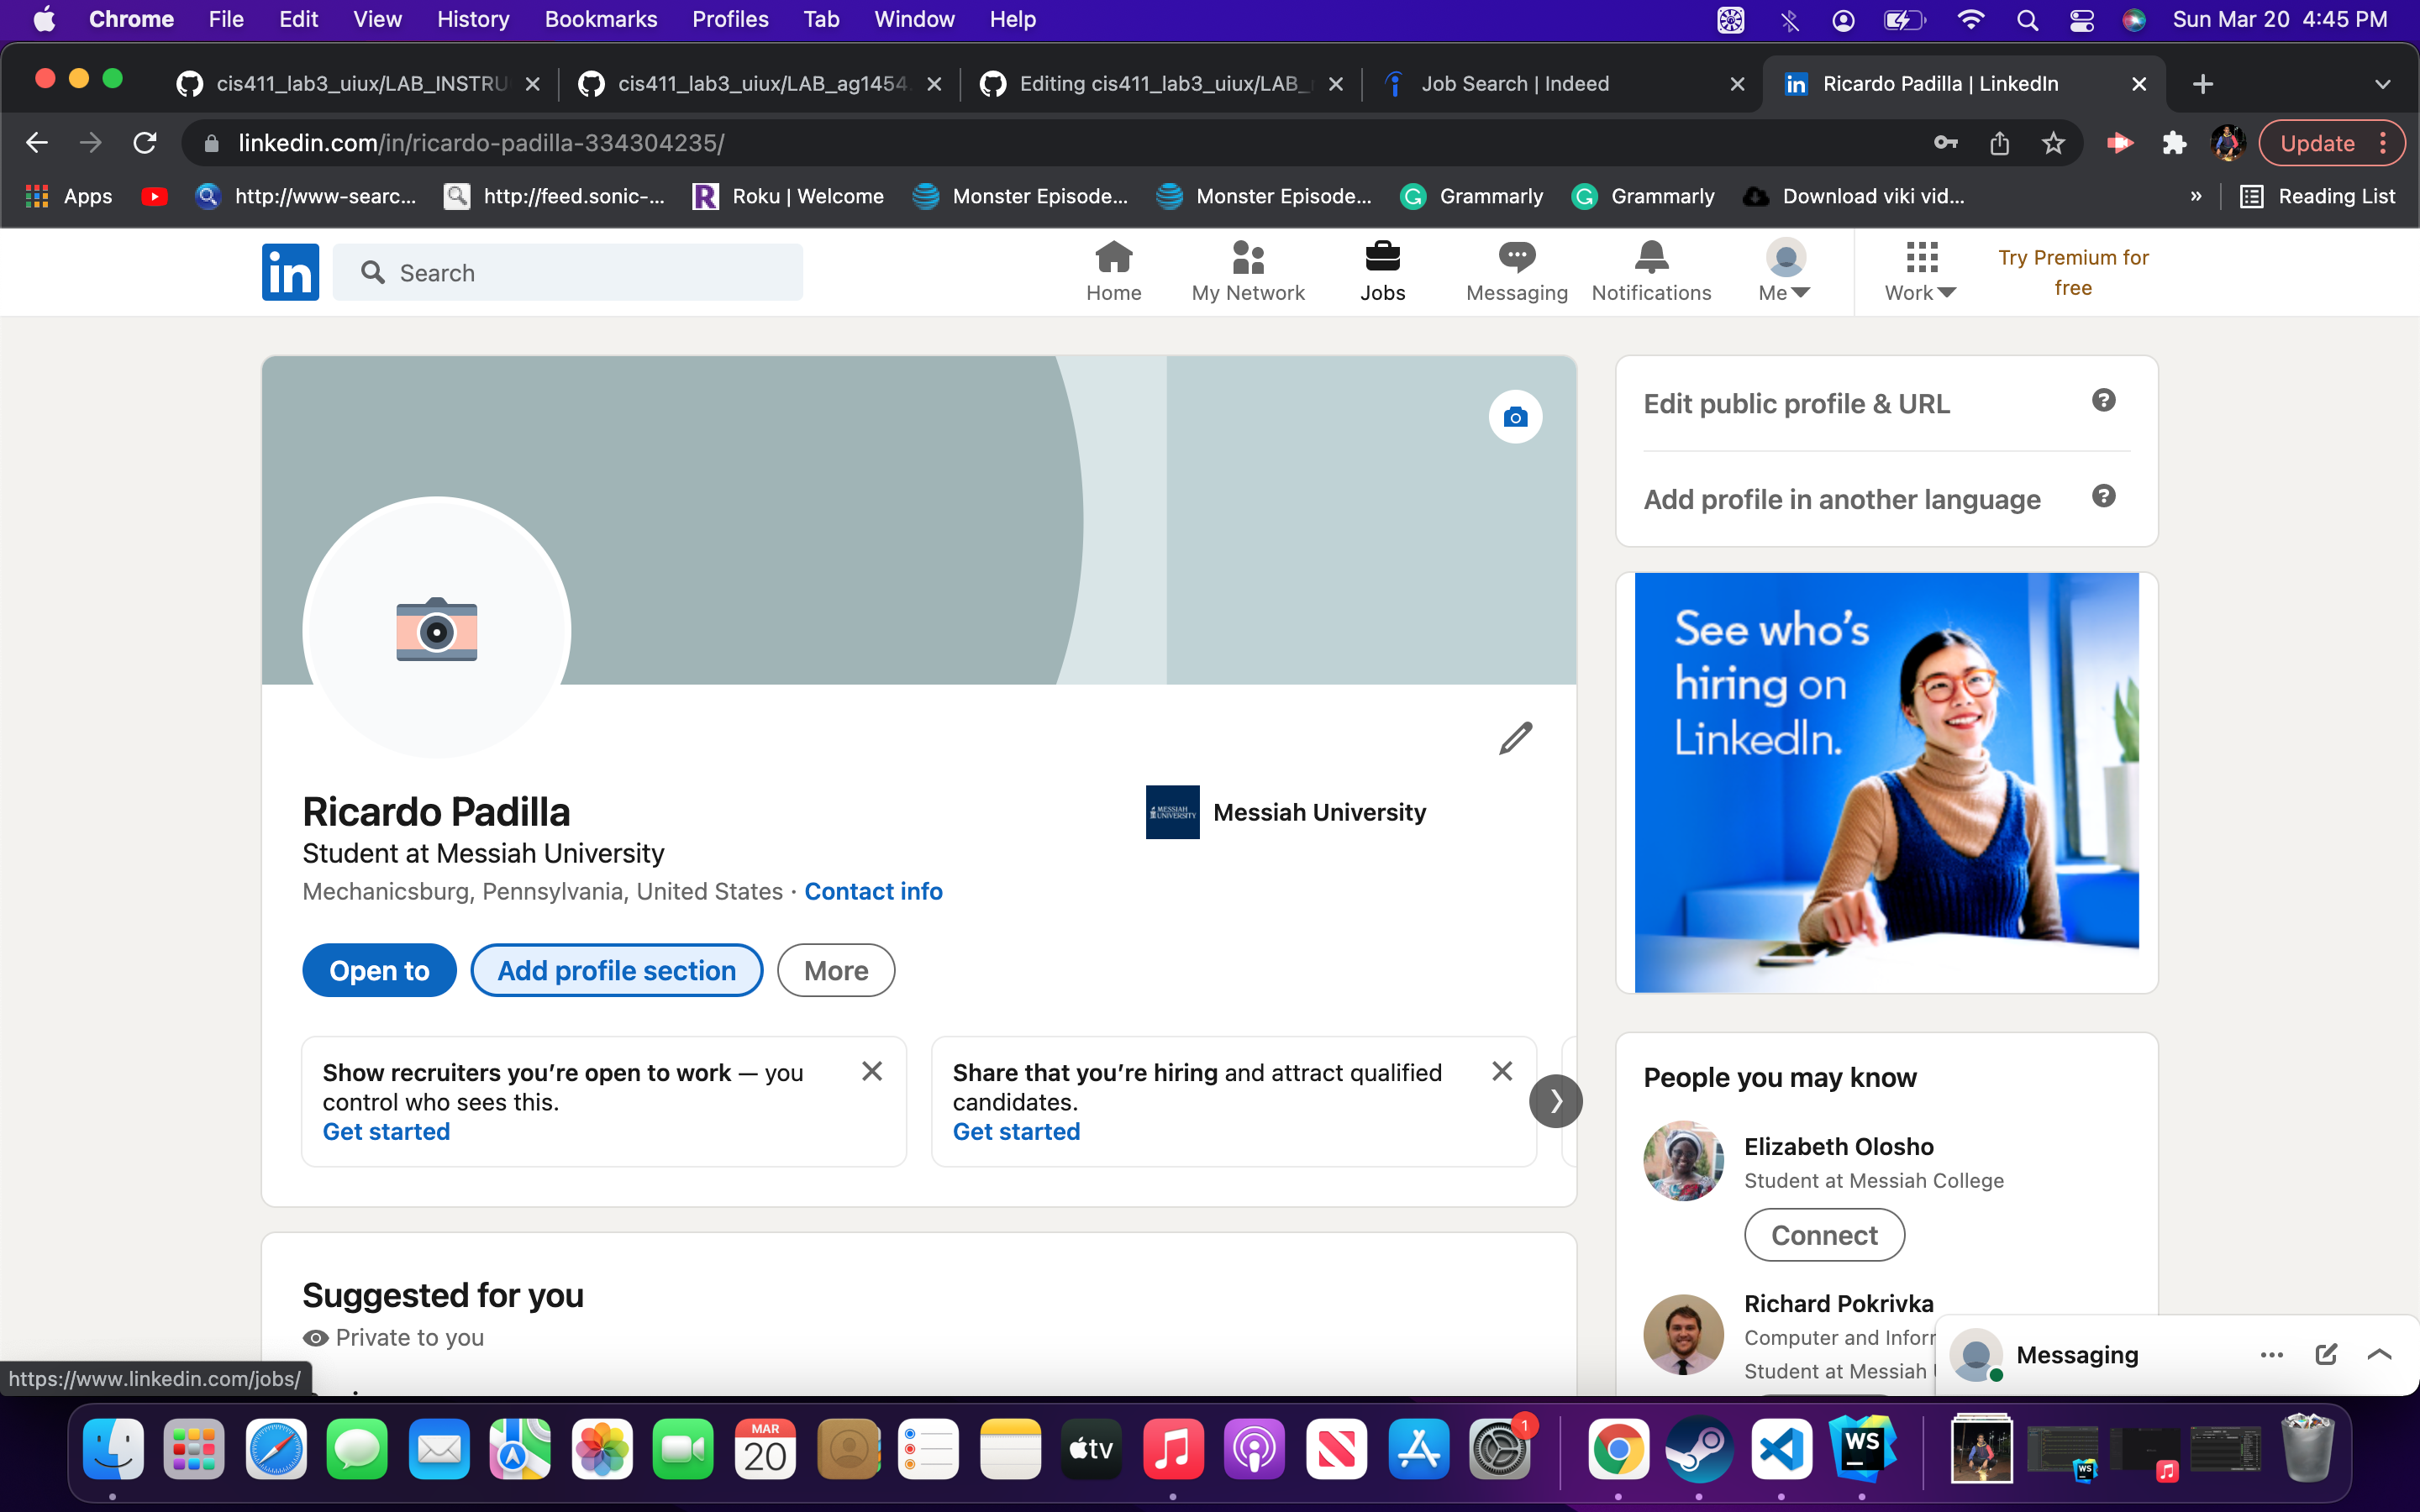 Chrome File Edit View History Bookmarks Profiles Tab Window Help Sun Mar 20 4:45 PM
cis411_lab3_uiux/LAB_INSTRU cis411_lab3_uiux/LAB_ag1454. Editing cis411_lab3_uiux/LAB_ Job Search | Indeed Ricardo Padilla | LinkedIn
linkedin.com/in/ricardo-padilla-334304235/ Update
Apps http://www-searc... http://feed.sonic-... Roku | Welcome Monster Episode... Monster Episode... Grammarly Grammarly Download viki vid... » Reading List
in Search Home My Network Jobs Messaging Notifications Me Work Try Premium for
free
Edit public profile & URL
Add profile in another language
See who's
hiring on
LinkedIn.
Ricardo Padilla
MESSIAH UNIVERSITY Messiah University
Student at Messiah University
Mechanicsburg, Pennsylvania, United States · Contact info
Open to Add profile section More
Show recruiters you're open to work — you
control who sees this.
Get started
Share that you're hiring and attract qualified
candidates.
Get started
People you may know
Elizabeth Olosho
Student at Messiah College
Connect
Richard Pokrivka
Computer and Infor
Student at Messiah
Suggested for you
Private to you
Messaging
https://www.linkedin.com/jobs/
MAR
20
tv
1
WS
WS